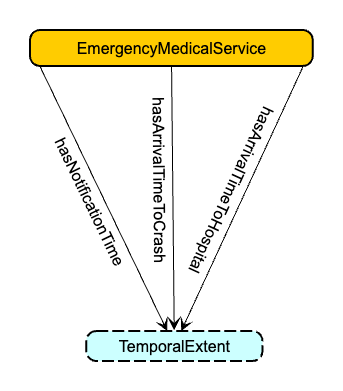 EmergencyMedicalService
hasNotificationTime
hasArrivalTimeToCrash
hasArrivalTimeToHospital
TemporalExtent